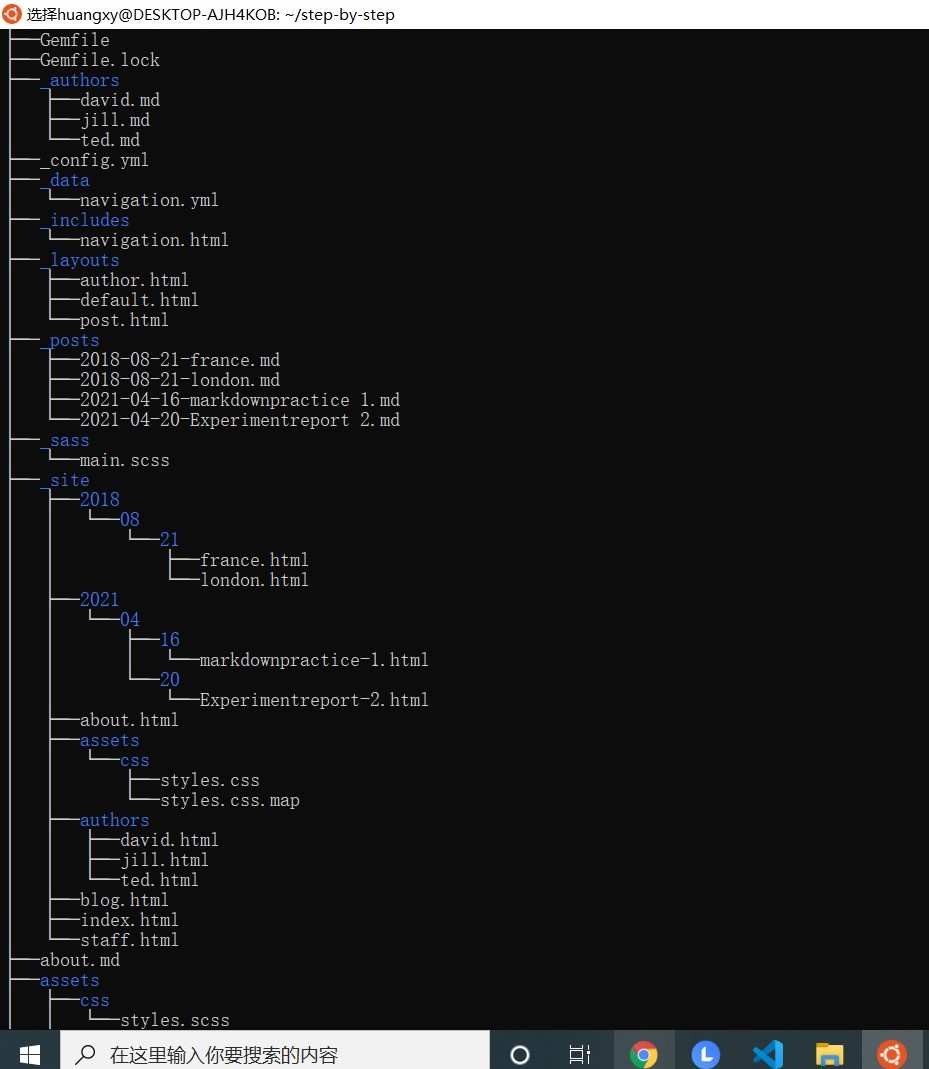 选择huangxy@DESKTOP-AJH4KOB: ~/step-by-step
├──Gemfile
├──Gemfile.lock
├──_authors
│   ├──david.md
│   ├──jill.md
│   └──ted.md
├──_config.yml
├──_data
│   └──navigation.yml
├──_includes
│   └──navigation.html
├──_layouts
│   ├──author.html
│   ├──default.html
│   └──post.html
├──_posts
│   ├──2018-08-21-france.md
│   ├──2018-08-21-london.md
│   ├──2021-04-16-markdownpractice 1.md
│   └──2021-04-20-Experimentreport 2.md
├──_sass
│   └──main.scss
├──_site
│   ├──2018
│   │   └──08
│   │       └──21
│   │           ├──france.html
│   │           └──london.html
│   ├──2021
│   │   └──04
│   │       ├──16
│   │       │   └──markdownpractice-1.html
│   │       └──20
│   │           └──Experimentreport-2.html
│   ├──about.html
│   ├──assets
│   │   └──css
│   │       ├──styles.css
│   │       └──styles.css.map
│   ├──authors
│   │   ├──david.html
│   │   ├──jill.html
│   │   └──ted.html
│   ├──blog.html
│   ├──index.html
│   └──staff.html
├──about.md
├──assets
│   ├──css
│   │   └──styles.scss
在这里输入你要搜索的内容